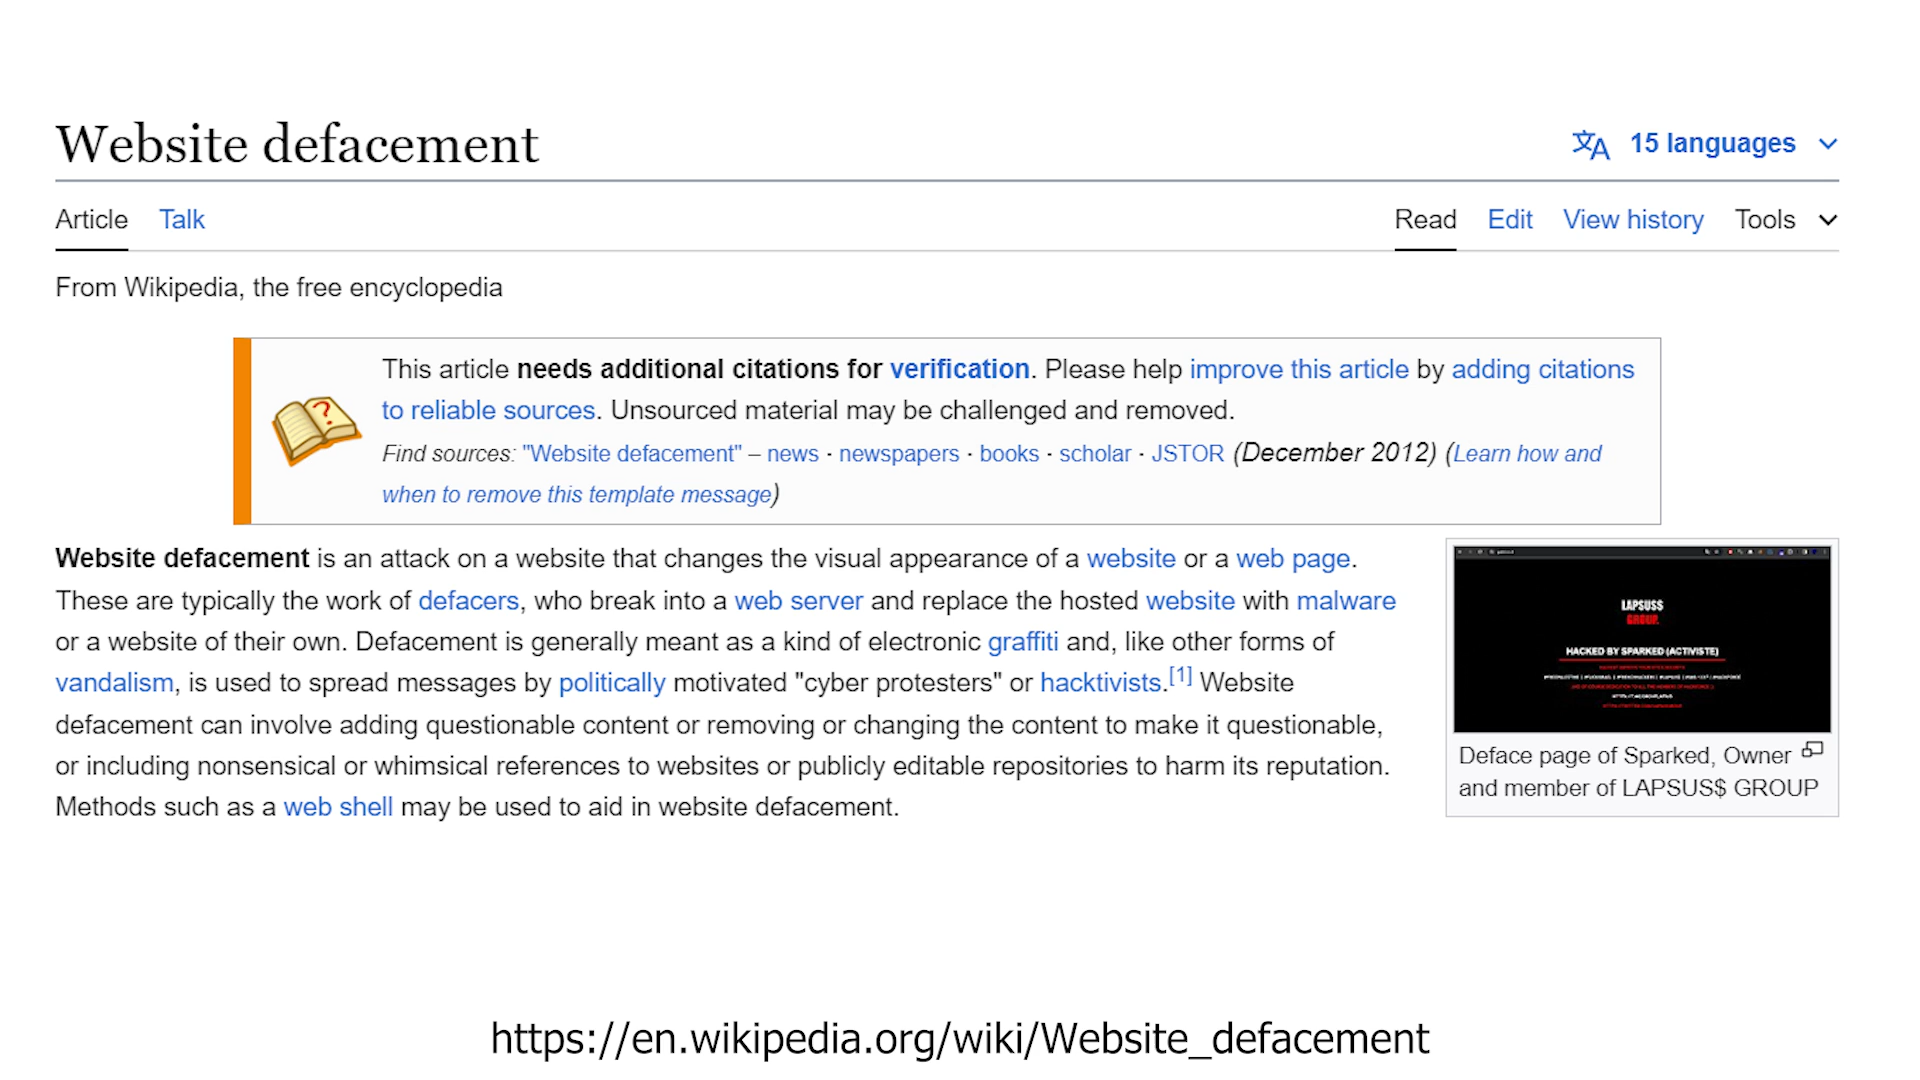 Website defacement
15 languages
Article Talk
Read Edit View history Tools
From Wikipedia, the free encyclopedia
This article needs additional citations for verification. Please help improve this article by adding citations
to reliable sources. Unsourced material may be challenged and removed.
Find sources: "Website defacement" – news · newspapers · books · scholar · JSTOR (December 2012) (Learn how and
when to remove this template message)
Website defacement is an attack on a website that changes the visual appearance of a website or a web page.
These are typically the work of defacers, who break into a web server and replace the hosted website with malware
or a website of their own. Defacement is generally meant as a kind of electronic graffiti and, like other forms of
vandalism, is used to spread messages by politically motivated "cyber protesters" or hacktivists.[1] Website
defacement can involve adding questionable content or removing or changing the content to make it questionable,
or including nonsensical or whimsical references to websites or publicly editable repositories to harm its reputation.
Methods such as a web shell may be used to aid in website defacement.
LAPSUS$
GROUP.
HACKED BY SPARKED (ACTIVISTE)
Deface page of Sparked, Owner
and member of LAPSUS$ GROUP
https://en.wikipedia.org/wiki/Website_defacement